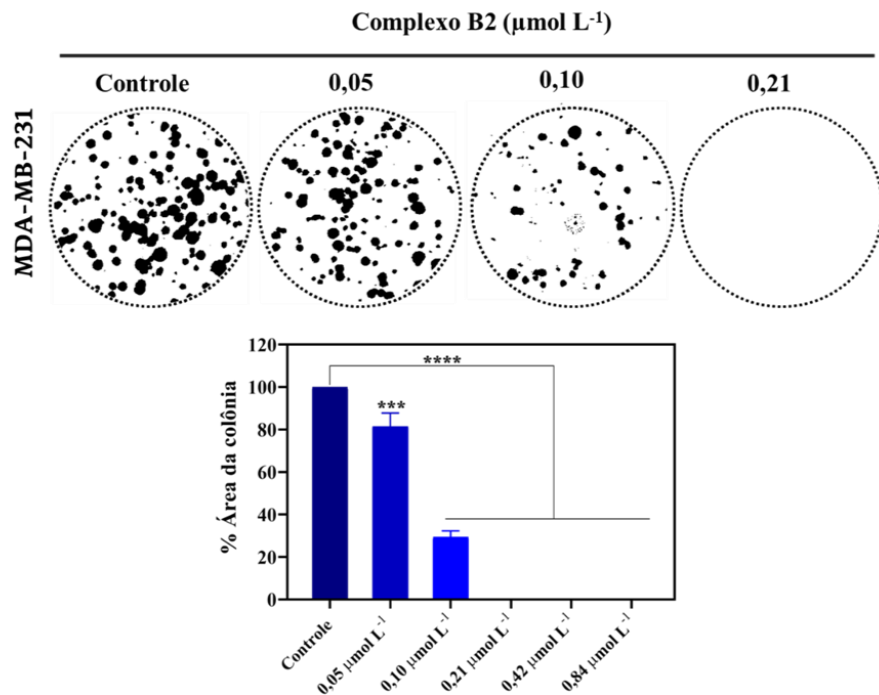 Complexo B2 (µmol L⁻¹)
Controle 0,05 0,10 0,21
MDA-MB-231
120
100
80
60
40
20
0
% Área da colônia
****
***
Controle
0,05 µmol L⁻¹
0,10 µmol L⁻¹
0,21 µmol L⁻¹
0,42 µmol L⁻¹
0,84 µmol L⁻¹